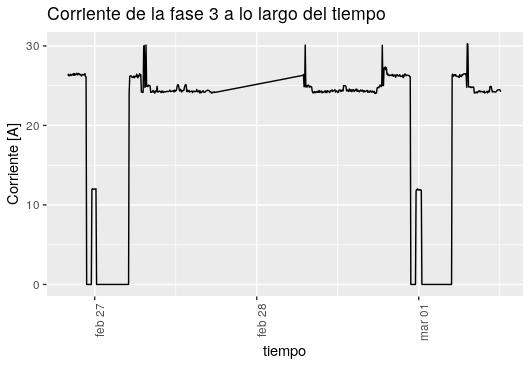 Corriente de la fase 3 a lo largo del tiempo
Corriente [A]
30
20
10
0
feb 27
feb 28
mar 01
tiempo